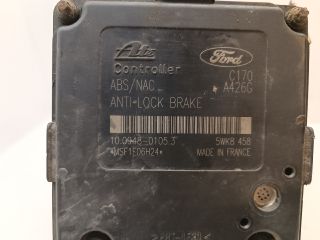 Ate
Ford
Controller
C170
ABS/NAC
A426G
ANTI-LOCK BRAKE
10.0948-0105.3
5WK8 458
*MSF1ED6H24*
MADE IN FRANCE